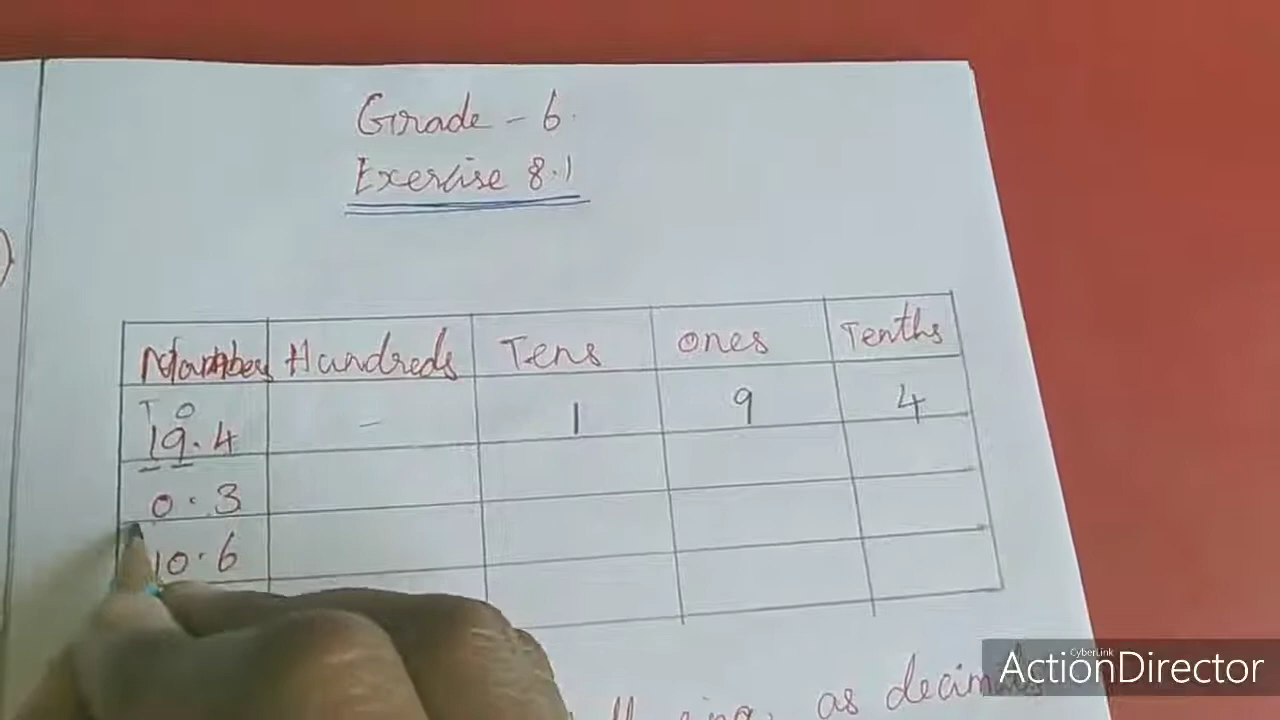 Grade - 6.
Exercise 8.1
Number Hundreds Tens Ones Tenths
T O
19.4 - 1 9 4
0.3
10.6
as decimals
CyberLink
ActionDirector